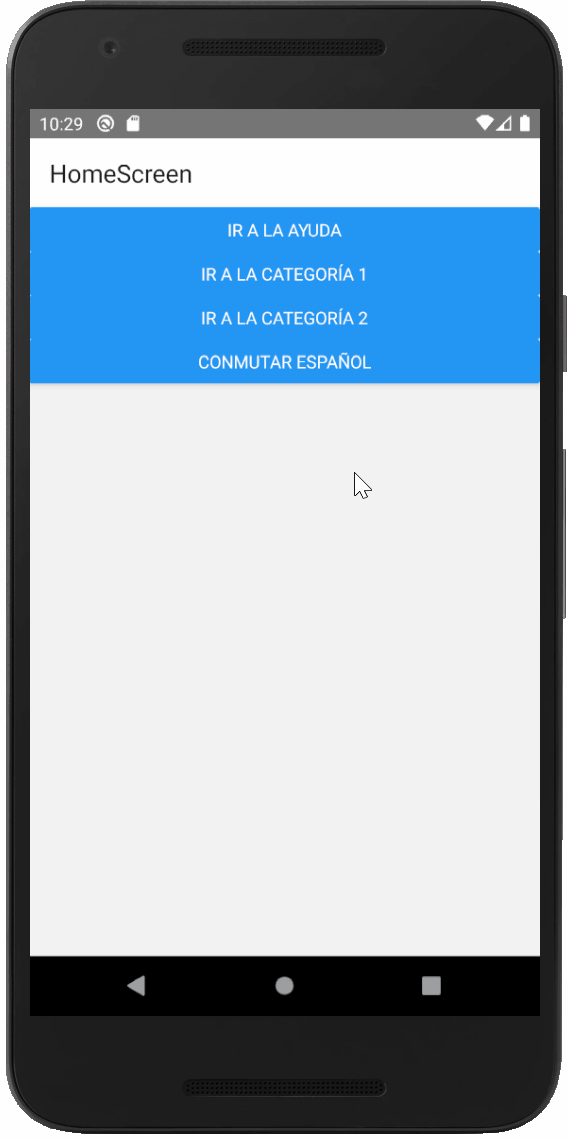 10:29
HomeScreen
IR A LA AYUDA
IR A LA CATEGORÍA 1
IR A LA CATEGORÍA 2
CONMUTAR ESPAÑOL